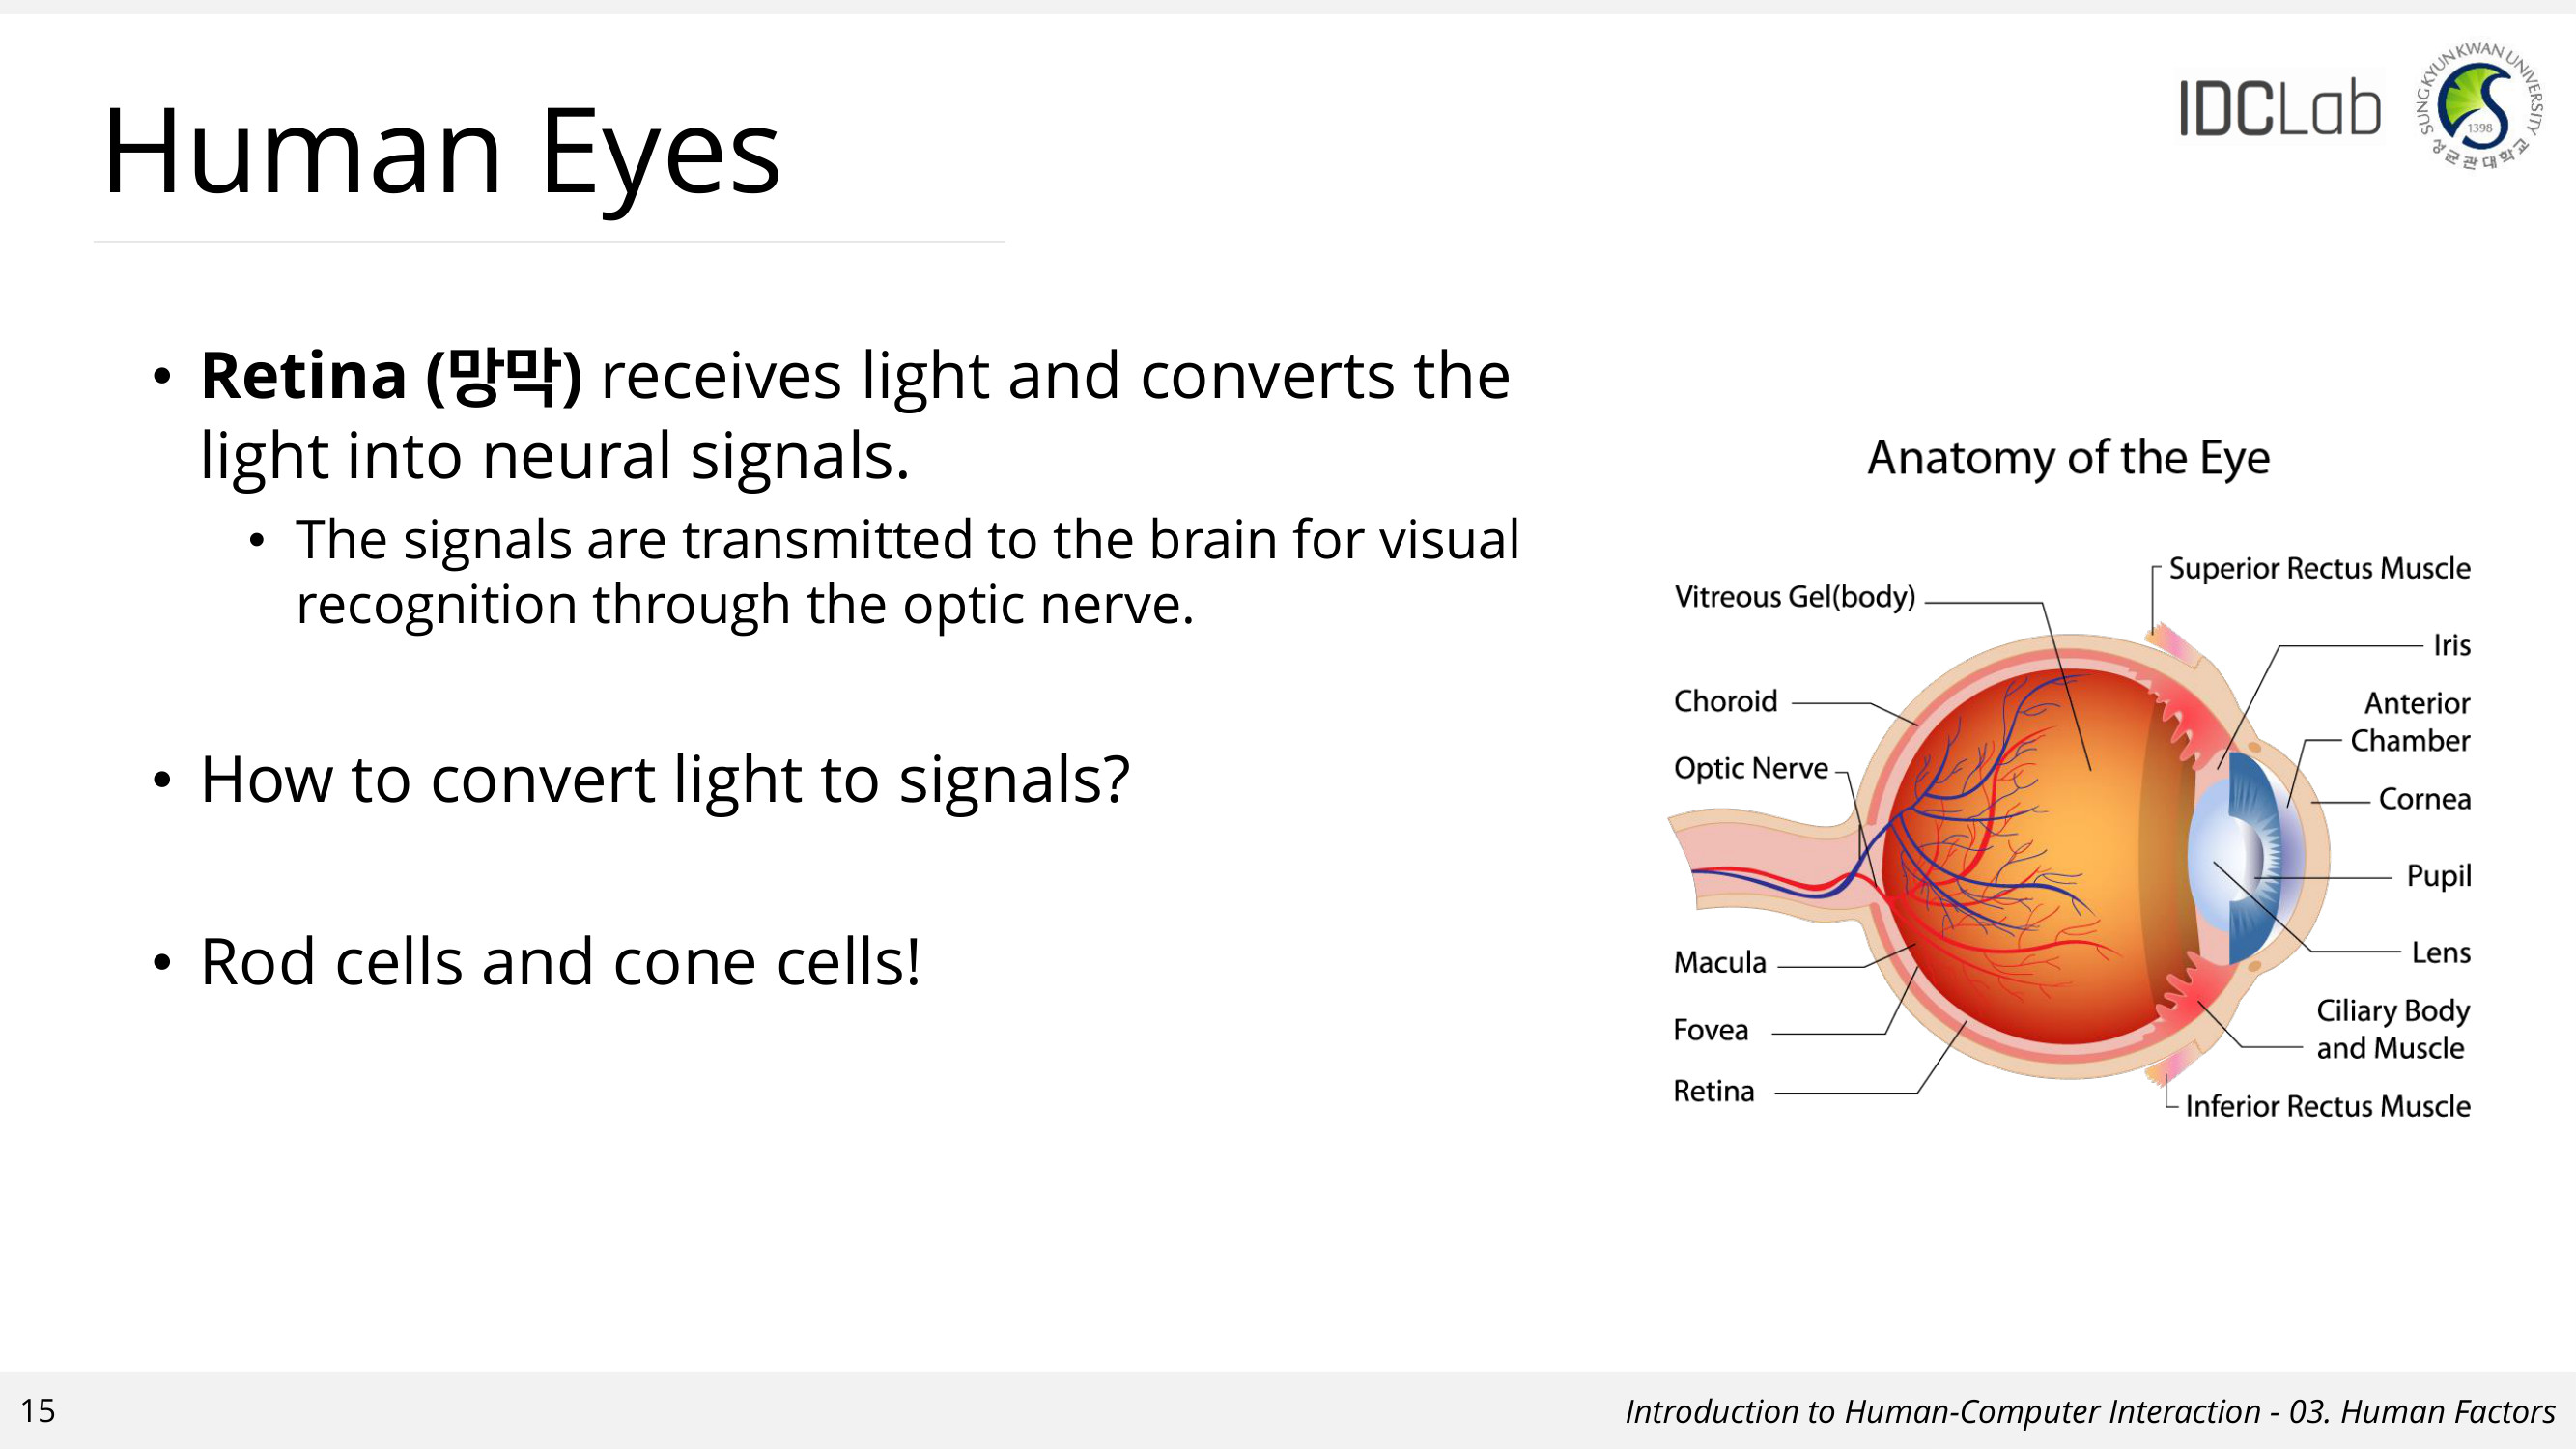 IDCLab
SUNGKYUNKWAN UNIVERSITY
1398
성균관대학교
Human Eyes
• Retina (망막) receives light and converts the
light into neural signals.
• The signals are transmitted to the brain for visual
recognition through the optic nerve.
• How to convert light to signals?
• Rod cells and cone cells!
Anatomy of the Eye
Superior Rectus Muscle
Vitreous Gel(body)
Iris
Choroid
Anterior
Chamber
Optic Nerve
Cornea
Pupil
Macula
Lens
Fovea
Ciliary Body
and Muscle
Retina
Inferior Rectus Muscle
15
Introduction to Human-Computer Interaction - 03. Human Factors